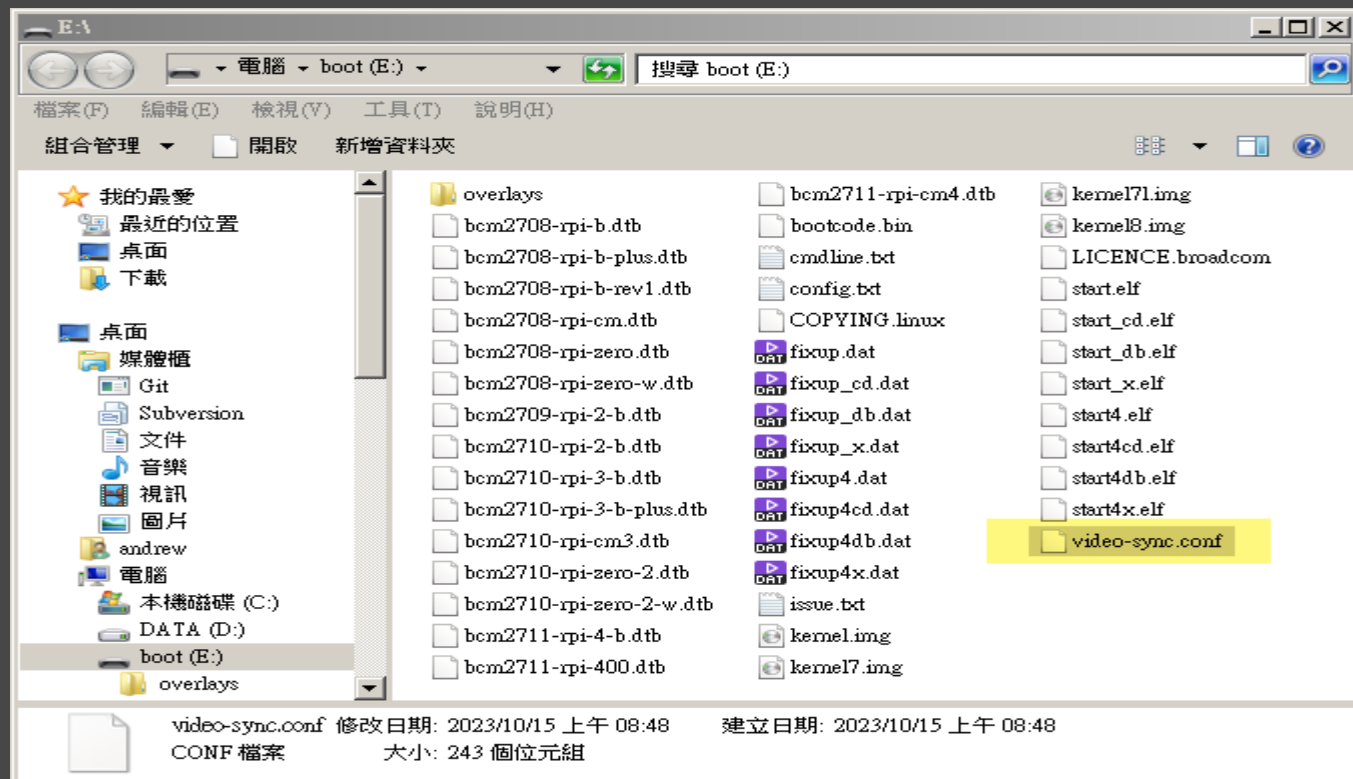 E:\
電腦 boot (E:)
搜尋 boot (E:)
檔案(F) 編輯(E) 檢視(V) 工具(T) 說明(H)
組合管理 開啟 新增資料夾
我的最愛
最近的位置
桌面
下載
桌面
媒體櫃
Git
Subversion
文件
音樂
視訊
圖片
andrew
電腦
本機磁碟 (C:)
DATA (D:)
boot (E:)
overlays
overlays
bcm2708-rpi-b.dtb
bcm2708-rpi-b-plus.dtb
bcm2708-rpi-b-rev1.dtb
bcm2708-rpi-cm.dtb
bcm2708-rpi-zero.dtb
bcm2708-rpi-zero-w.dtb
bcm2709-rpi-2-b.dtb
bcm2710-rpi-2-b.dtb
bcm2710-rpi-3-b.dtb
bcm2710-rpi-3-b-plus.dtb
bcm2710-rpi-cm3.dtb
bcm2710-rpi-zero-2.dtb
bcm2710-rpi-zero-2-w.dtb
bcm2711-rpi-4-b.dtb
bcm2711-rpi-400.dtb
bcm2711-rpi-cm4.dtb
bootcode.bin
cmdline.txt
config.txt
COPYING.linux
DAT fixup.dat
DAT fixup_cd.dat
DAT fixup_db.dat
DAT fixup_x.dat
DAT fixup4.dat
DAT fixup4cd.dat
DAT fixup4db.dat
DAT fixup4x.dat
issue.txt
kernel.img
kernel7.img
kernel7l.img
kernel8.img
LICENCE.broadcom
start.elf
start_cd.elf
start_db.elf
start_x.elf
start4.elf
start4cd.elf
start4db.elf
start4x.elf
video-sync.conf
video-sync.conf 修改日期: 2023/10/15 上午 08:48 建立日期: 2023/10/15 上午 08:48
CONF 檔案 大小: 243 個位元組